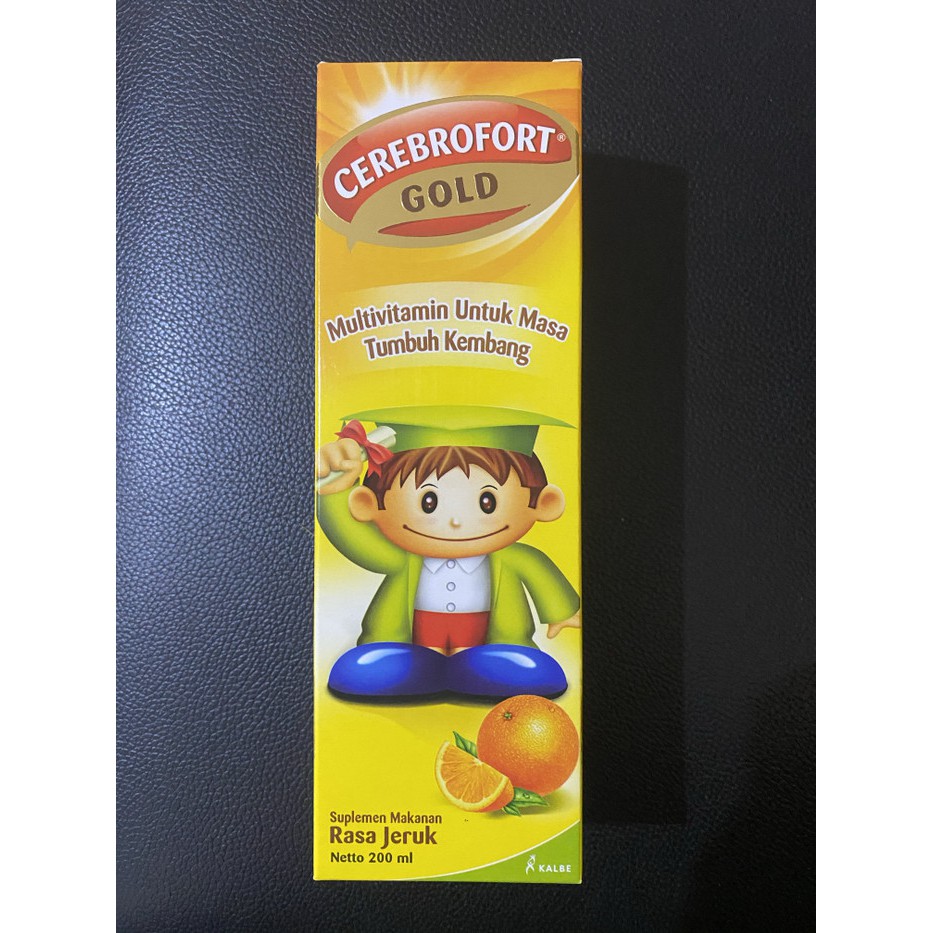 CEREBROFORT®
GOLD
Multivitamin Untuk Masa
Tumbuh Kembang
Suplemen Makanan
Rasa Jeruk
Netto 200 ml
KALBE